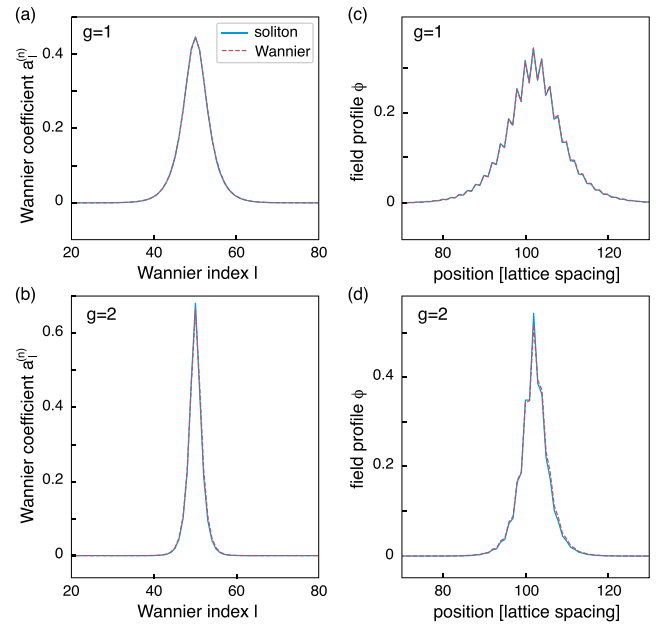 (a)
g=1
soliton
Wannier
Wannier coefficient a_l^(n)
0.4
0.2
0
20 40 60 80
Wannier index l
(c)
g=1
field profile ϕ
0.2
0
80 100 120
position [lattice spacing]
(b)
g=2
Wannier coefficient a_l^(n)
0.6
0.4
0.2
0
20 40 60 80
Wannier index l
(d)
g=2
field profile ϕ
0.4
0.2
0
80 100 120
position [lattice spacing]